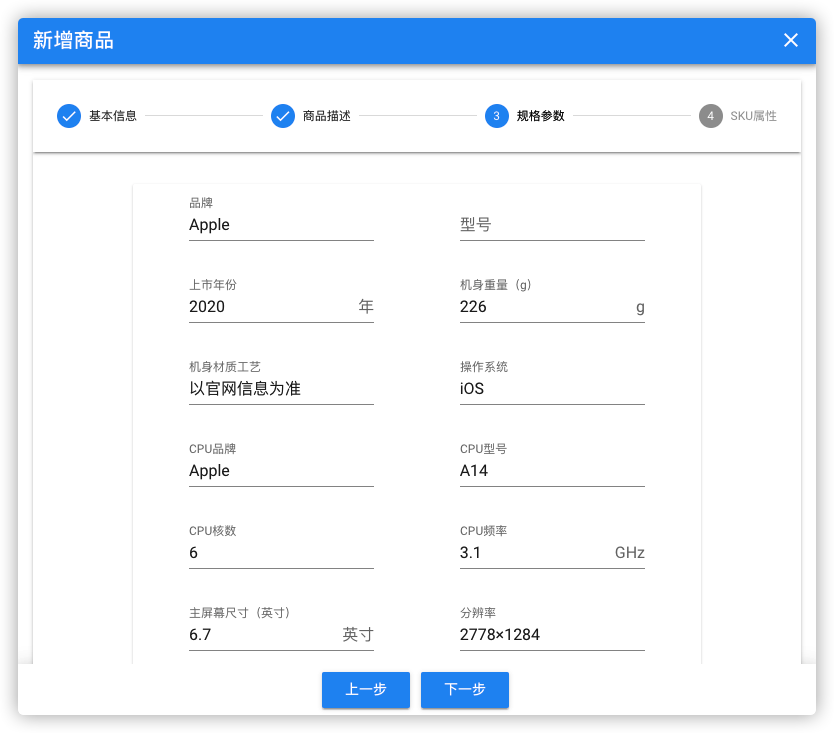 新增商品
基本信息
商品描述
3 规格参数
4 SKU属性
品牌
Apple
型号
上市年份
2020 年
机身重量（g）
226 g
机身材质工艺
以官网信息为准
操作系统
iOS
CPU品牌
Apple
CPU型号
A14
CPU核数
6
CPU频率
3.1 GHz
主屏幕尺寸（英寸）
6.7 英寸
分辨率
2778×1284
上一步
下一步